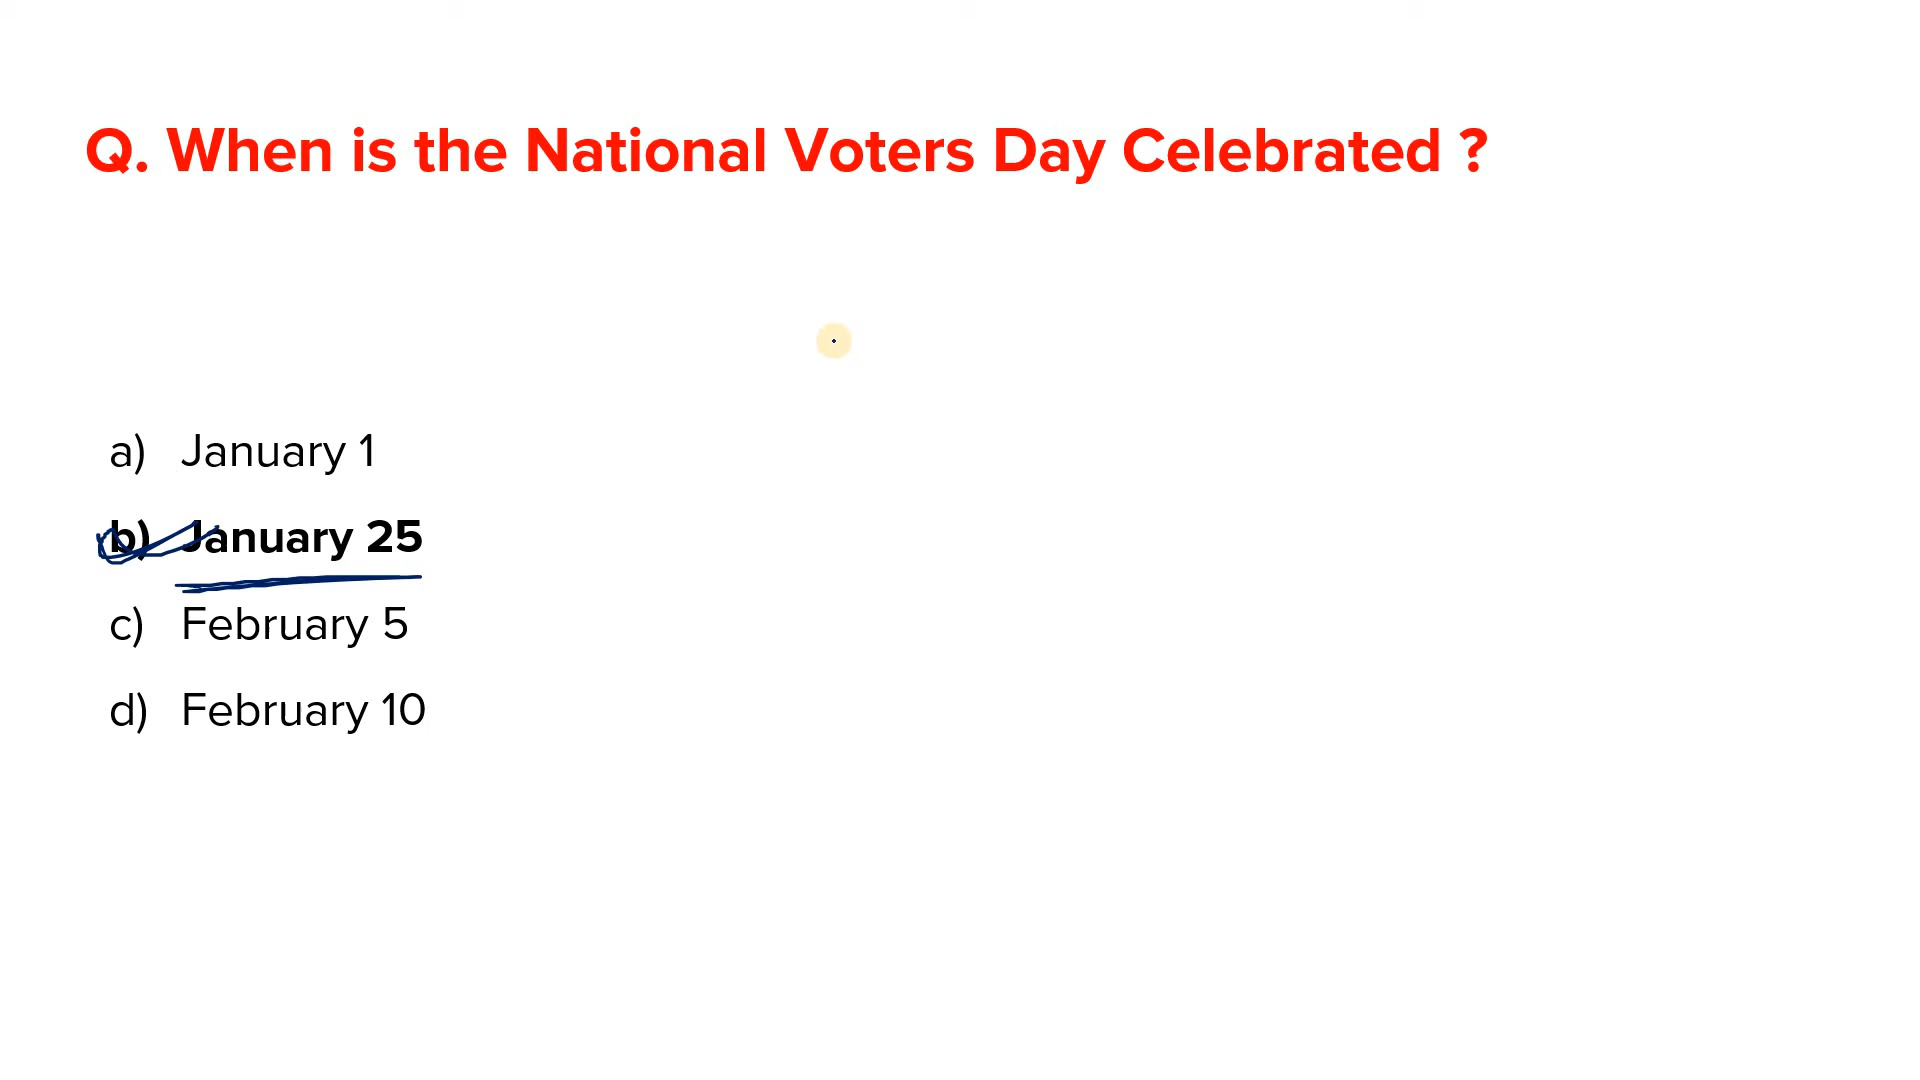 Q. When is the National Voters Day Celebrated ?
a) January 1
b) January 25
c) February 5
d) February 10